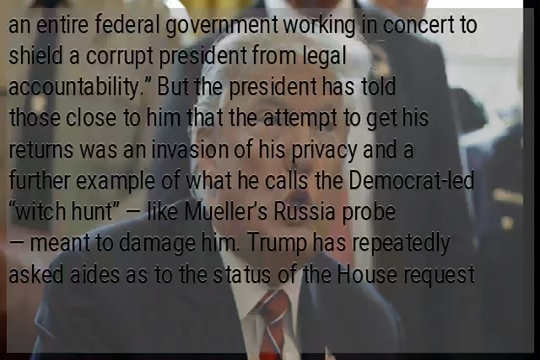 an entire federal government working in concert to
shield a corrupt president from legal
accountability.” But the president has told
those close to him that the attempt to get his
returns was an invasion of his privacy and a
further example of what he calls the Democrat-led
“witch hunt” — like Mueller’s Russia probe
— meant to damage him. Trump has repeatedly
asked aides as to the status of the House request